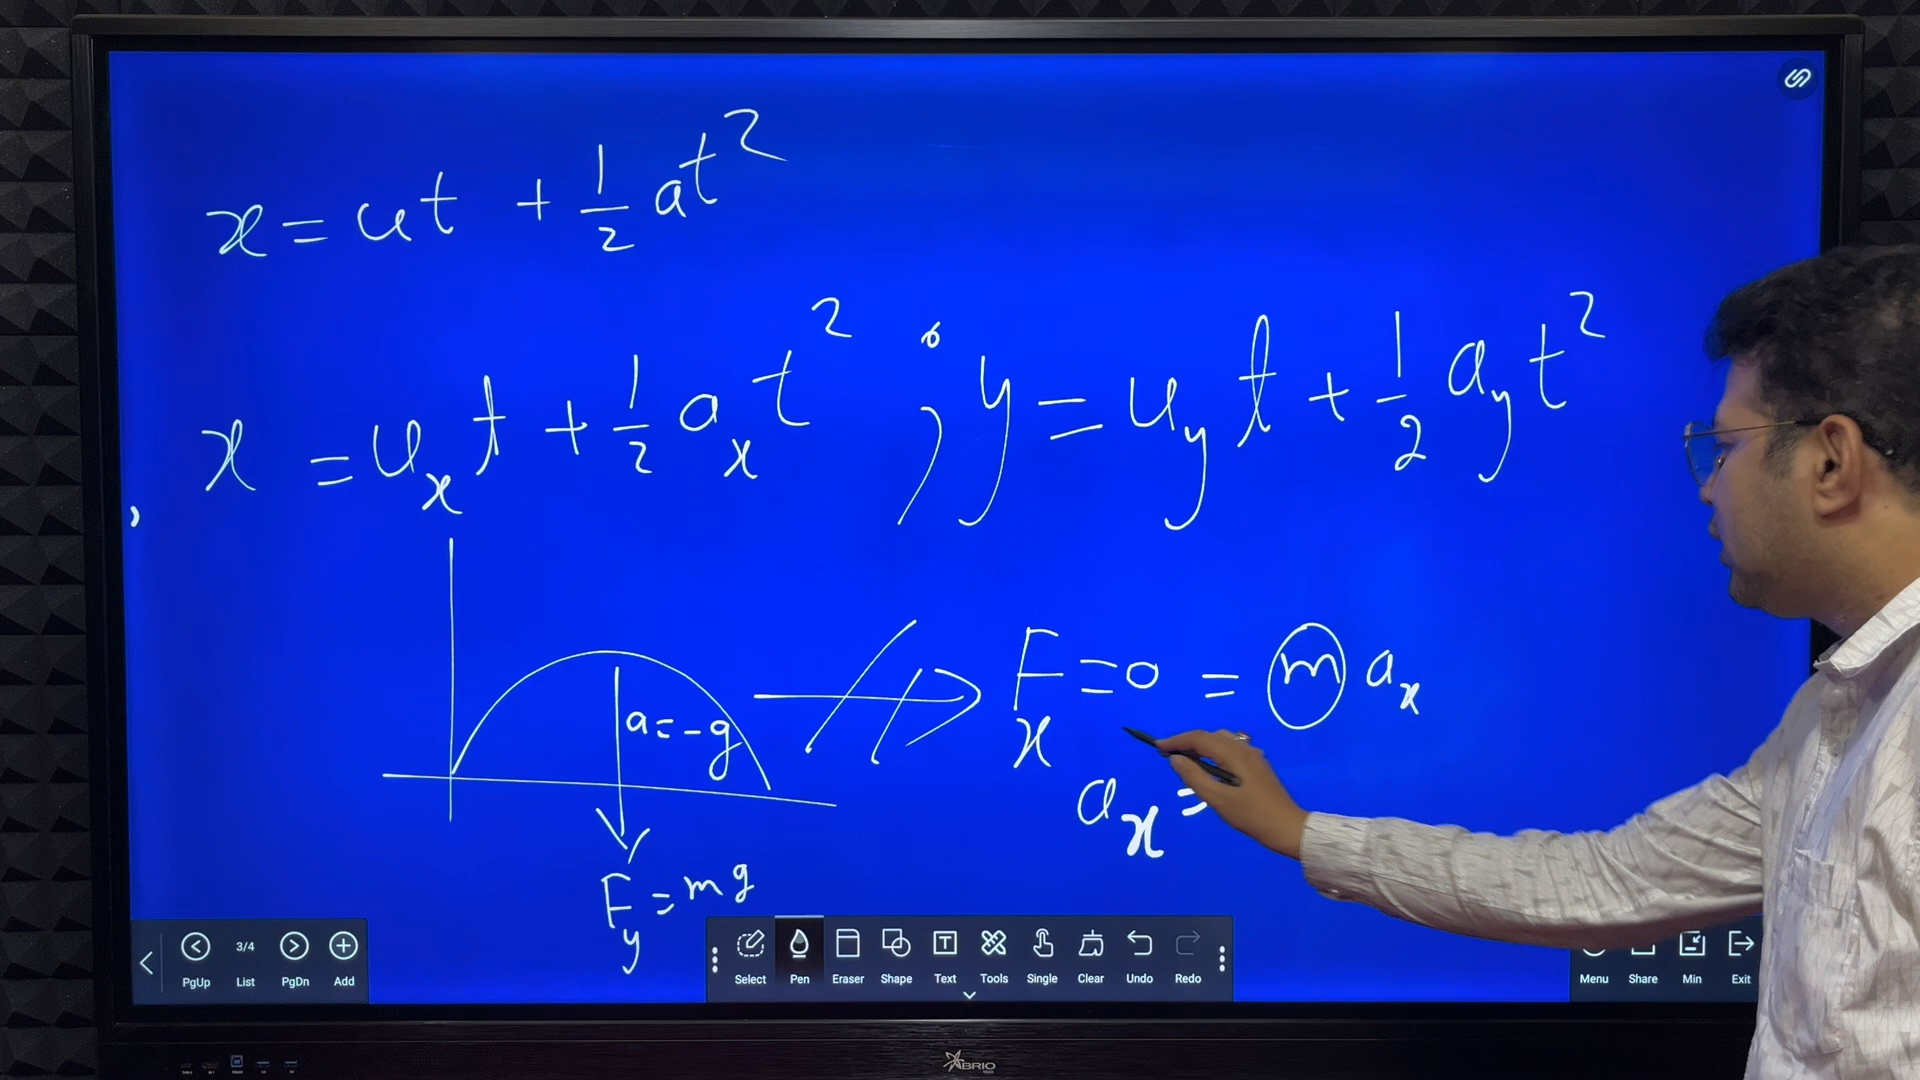 x = ut + 1/2 at²
x = uₓt + 1/2 aₓt² ; y = u_y t + 1/2 a_y t²
a = -g
Fₓ = 0 = m aₓ
aₓ =
F_y = mg
PgUp
3/4
List
PgDn
Add
Select
Pen
Eraser
Shape
Text
Tools
Single
Clear
Undo
Redo
Menu
Share
Min
Exit
ABRIO